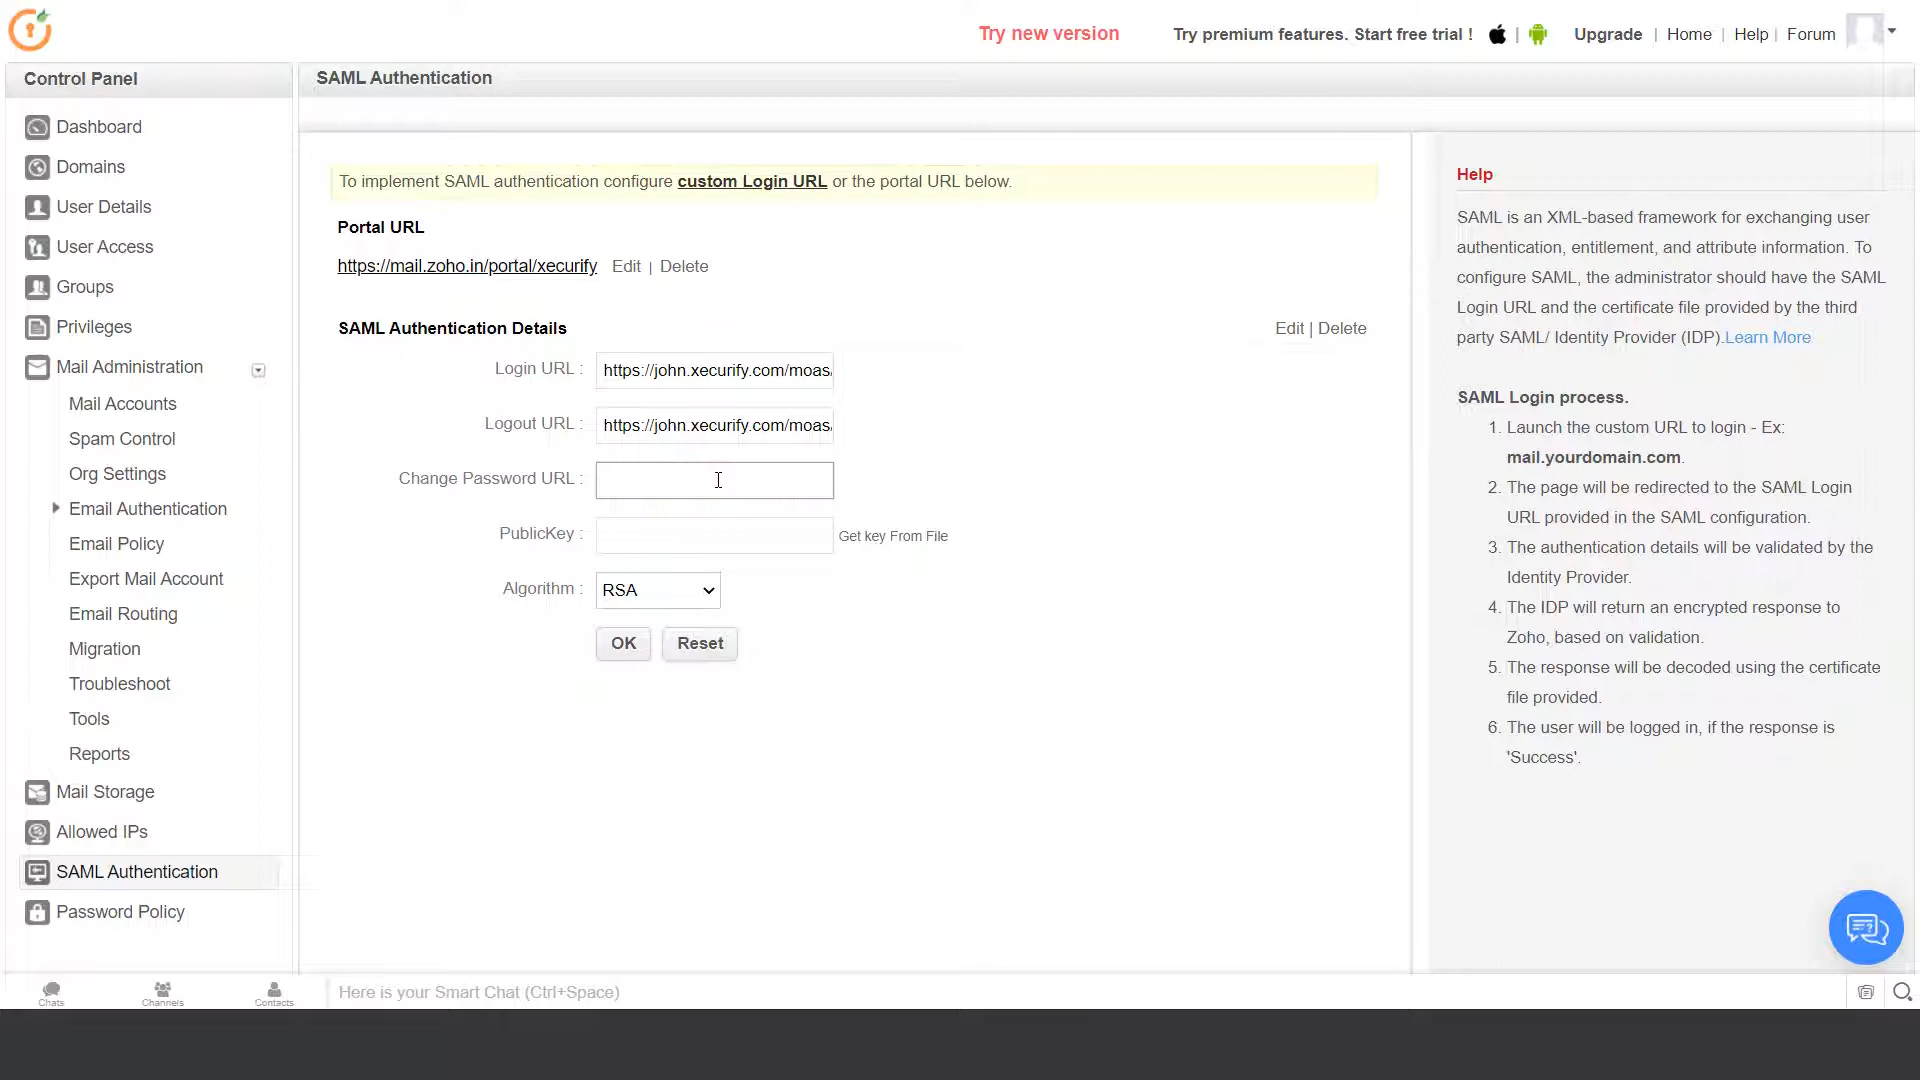 Try new version
Try premium features. Start free trial !
|
Upgrade | Home | Help | Forum
Control Panel
SAML Authentication
Dashboard
Domains
User Details
User Access
Groups
Privileges
Mail Administration
Mail Accounts
Spam Control
Org Settings
Email Authentication
Email Policy
Export Mail Account
Email Routing
Migration
Troubleshoot
Tools
Reports
Mail Storage
Allowed IPs
SAML Authentication
Password Policy
To implement SAML authentication configure custom Login URL or the portal URL below.
Portal URL
https://mail.zoho.in/portal/xecurify Edit | Delete
SAML Authentication Details Edit | Delete
Login URL : https://john.xecurify.com/moas
Logout URL : https://john.xecurify.com/moas
Change Password URL :
PublicKey : Get key From File
Algorithm : RSA
OK Reset
Help
SAML is an XML-based framework for exchanging user
authentication, entitlement, and attribute information. To
configure SAML, the administrator should have the SAML
Login URL and the certificate file provided by the third
party SAML/ Identity Provider (IDP).Learn More
SAML Login process.
1. Launch the custom URL to login - Ex:
mail.yourdomain.com.
2. The page will be redirected to the SAML Login
URL provided in the SAML configuration.
3. The authentication details will be validated by the
Identity Provider.
4. The IDP will return an encrypted response to
Zoho, based on validation.
5. The response will be decoded using the certificate
file provided.
6. The user will be logged in, if the response is
'Success'.
Chats
Channels
Contacts
Here is your Smart Chat (Ctrl+Space)